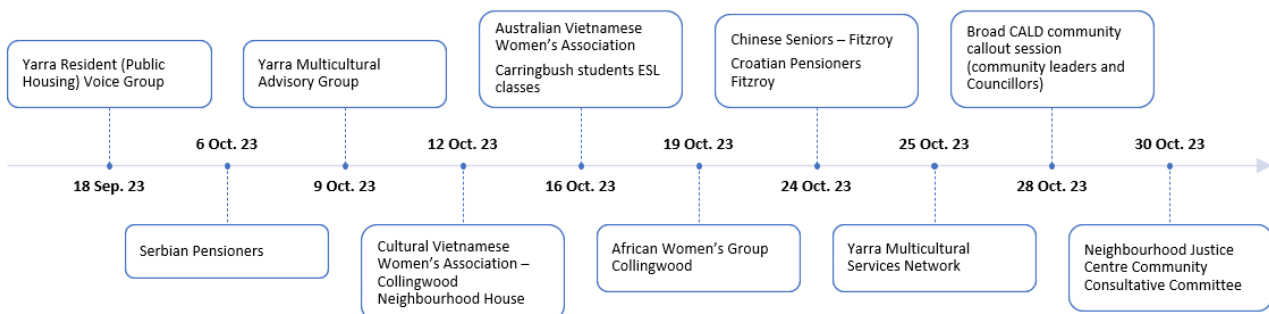 Yarra Resident (Public
Housing) Voice Group
Yarra Multicultural
Advisory Group
Australian Vietnamese
Women's Association
Carringbush students ESL
classes
Chinese Seniors – Fitzroy
Croatian Pensioners
Fitzroy
Broad CALD community
callout session
(community leaders and
Councillors)
6 Oct. 23
12 Oct. 23
19 Oct. 23
25 Oct. 23
30 Oct. 23
18 Sep. 23
9 Oct. 23
16 Oct. 23
24 Oct. 23
28 Oct. 23
Serbian Pensioners
Cultural Vietnamese
Women's Association –
Collingwood
Neighbourhood House
African Women's Group
Collingwood
Yarra Multicultural
Services Network
Neighbourhood Justice
Centre Community
Consultative Committee